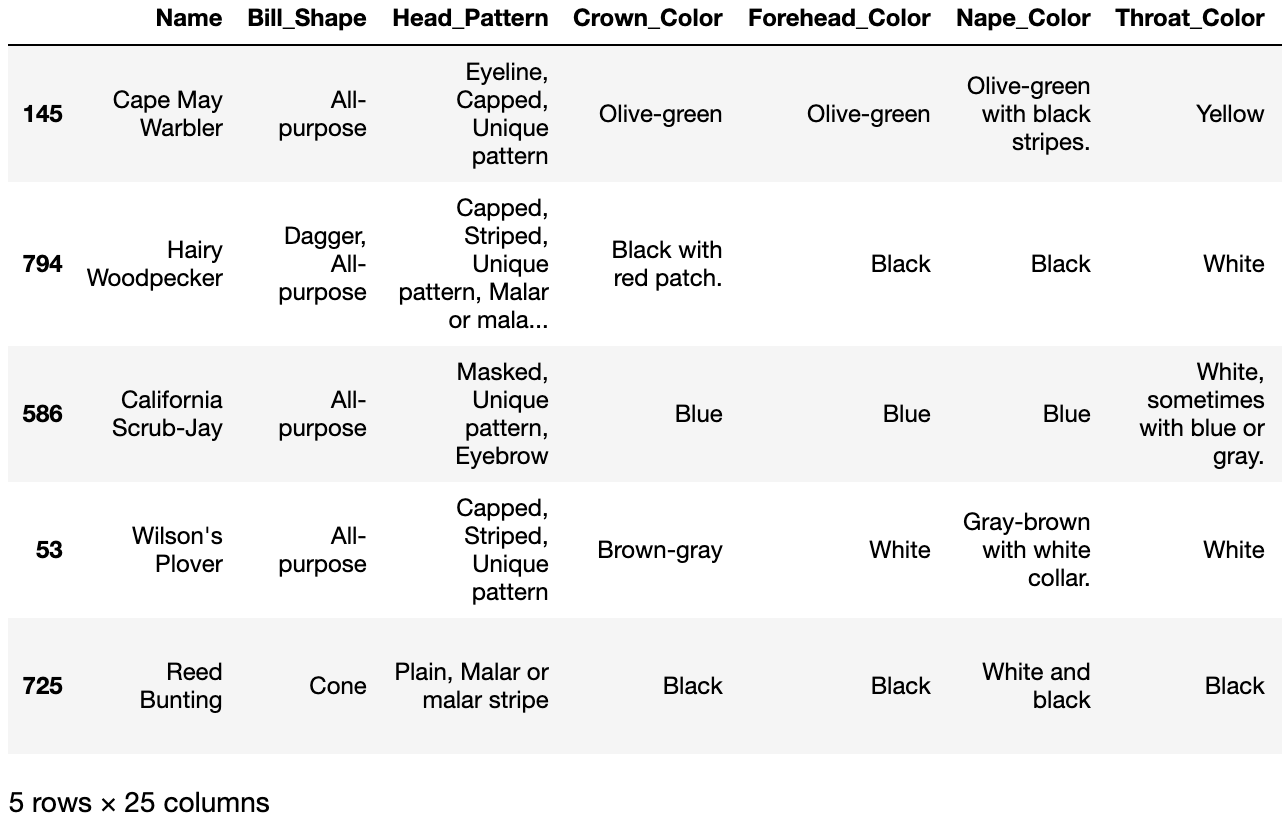 Name Bill_Shape Head_Pattern Crown_Color Forehead_Color Nape_Color Throat_Color
145 Cape May Warbler All-purpose Eyeline, Capped, Unique pattern Olive-green Olive-green Olive-green with black stripes. Yellow
794 Hairy Woodpecker Dagger, All-purpose Capped, Striped, Unique pattern, Malar or mala... Black with red patch. Black Black White
586 California Scrub-Jay All-purpose Masked, Unique pattern, Eyebrow Blue Blue Blue White, sometimes with blue or gray.
53 Wilson's Plover All-purpose Capped, Striped, Unique pattern Brown-gray White Gray-brown with white collar. White
725 Reed Bunting Cone Plain, Malar or malar stripe Black Black White and black Black
5 rows × 25 columns